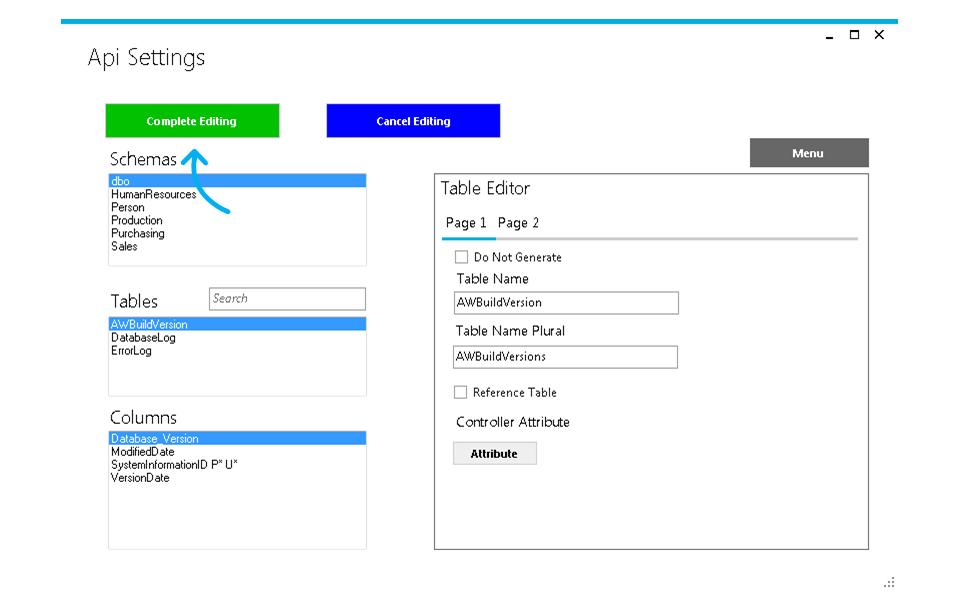 Api Settings
Complete Editing
Cancel Editing
Menu
Schemas
dbo
HumanResources
Person
Production
Purchasing
Sales
Tables
Search
AWBuildVersion
DatabaseLog
ErrorLog
Columns
Database_Version
ModifiedDate
SystemInformationID P* U*
VersionDate
Table Editor
Page 1 Page 2
Do Not Generate
Table Name
AWBuildVersion
Table Name Plural
AWBuildVersions
Reference Table
Controller Attribute
Attribute